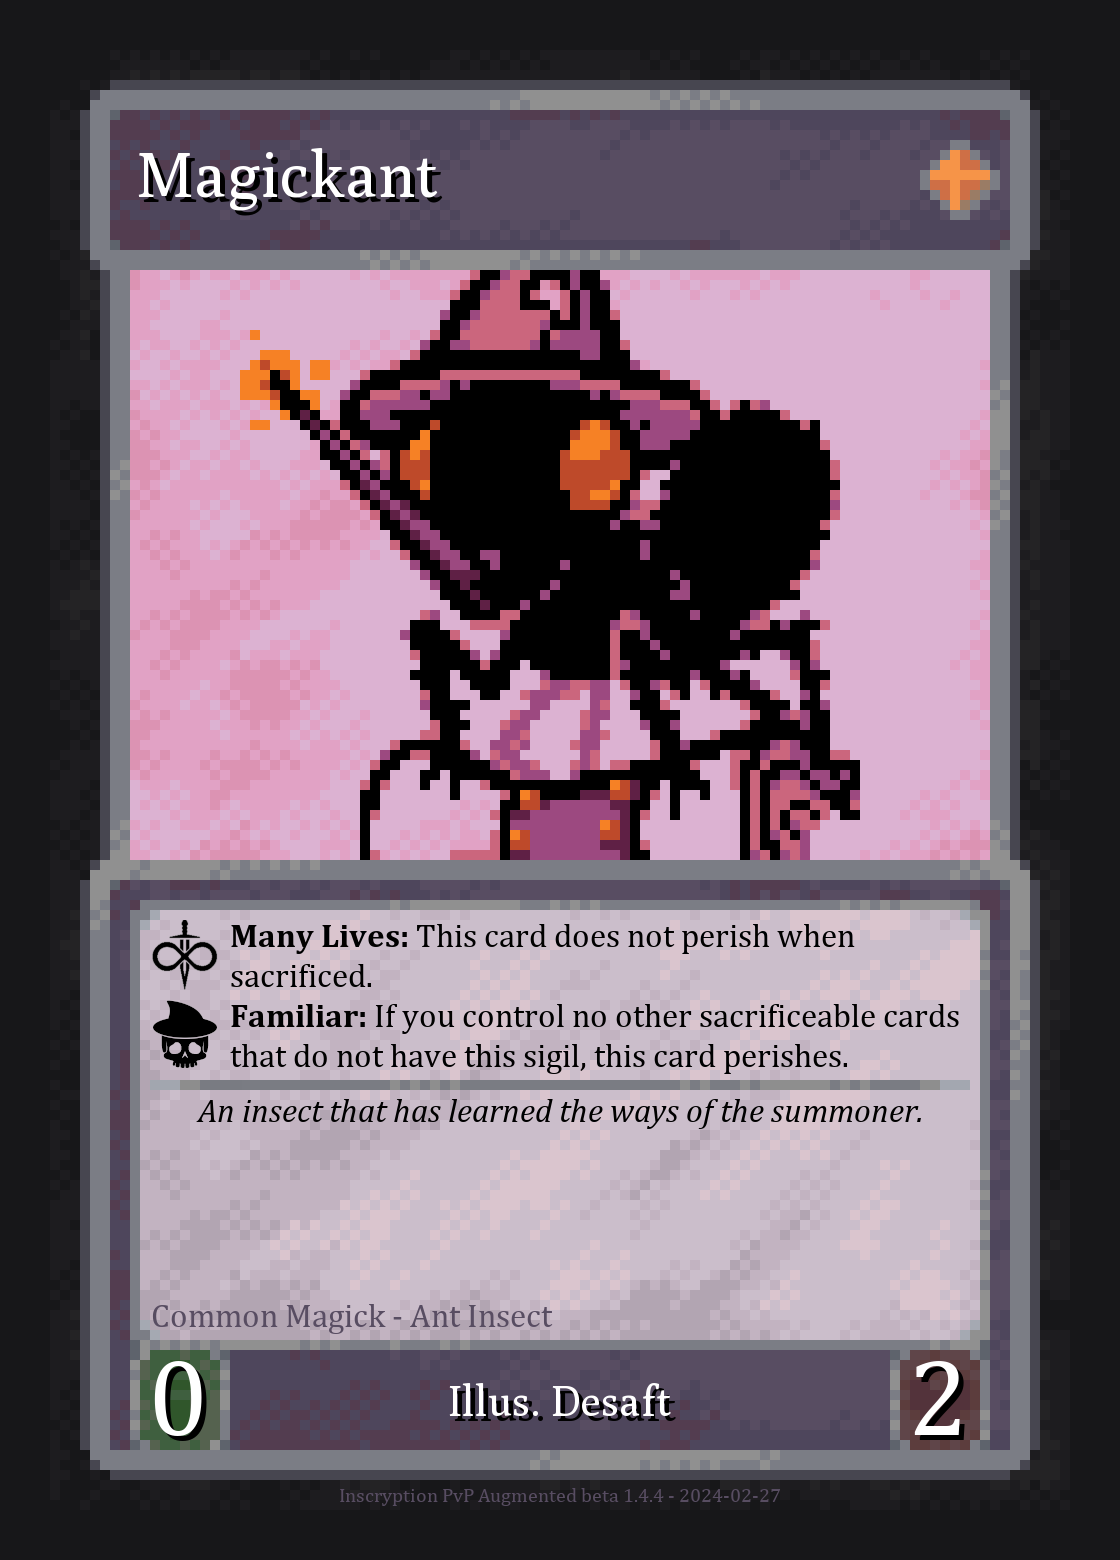 Magickant
Many Lives: This card does not perish when
sacrificed.
Familiar: If you control no other sacrificeable cards
that do not have this sigil, this card perishes.
An insect that has learned the ways of the summoner.
Common Magick - Ant Insect
0
Illus. Desaft
2
Inscryption PvP Augmented beta 1.4.4 - 2024-02-27